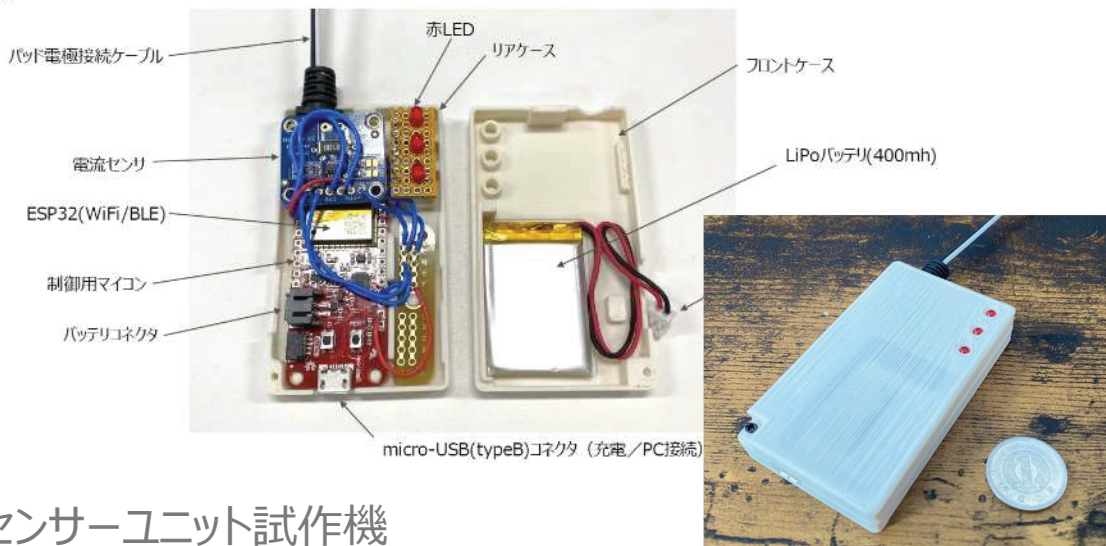 赤LED
パッド電極接続ケーブル
リアケース
フロントケース
LiPoバッテリ(400mh)
電流センサ
ESP32(WiFi/BLE)
制御用マイコン
バッテリコネクタ
micro-USB(typeB)コネクタ（充電／PC接続)
センサーユニット試作機